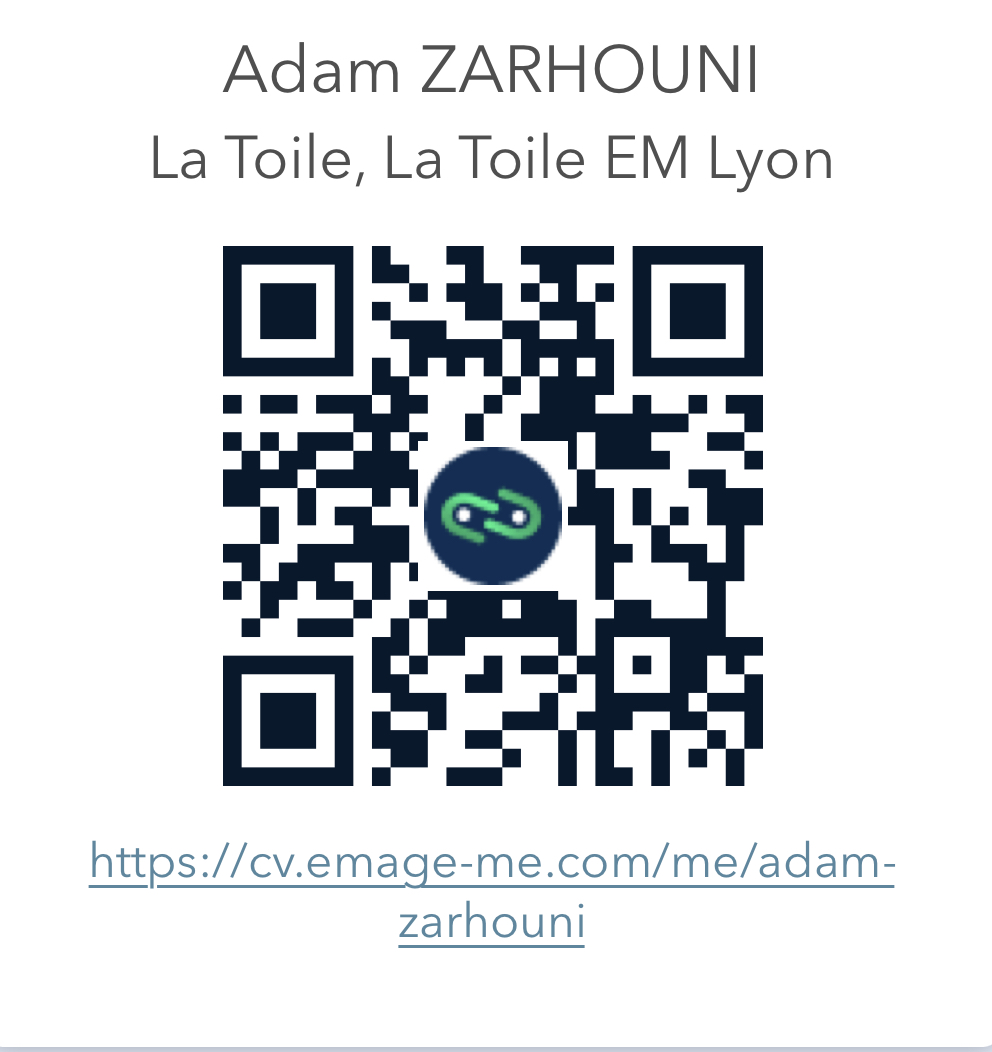 Adam ZARHOUNI
La Toile, La Toile EM Lyon
https://cv.emage-me.com/me/adam-
zarhouni